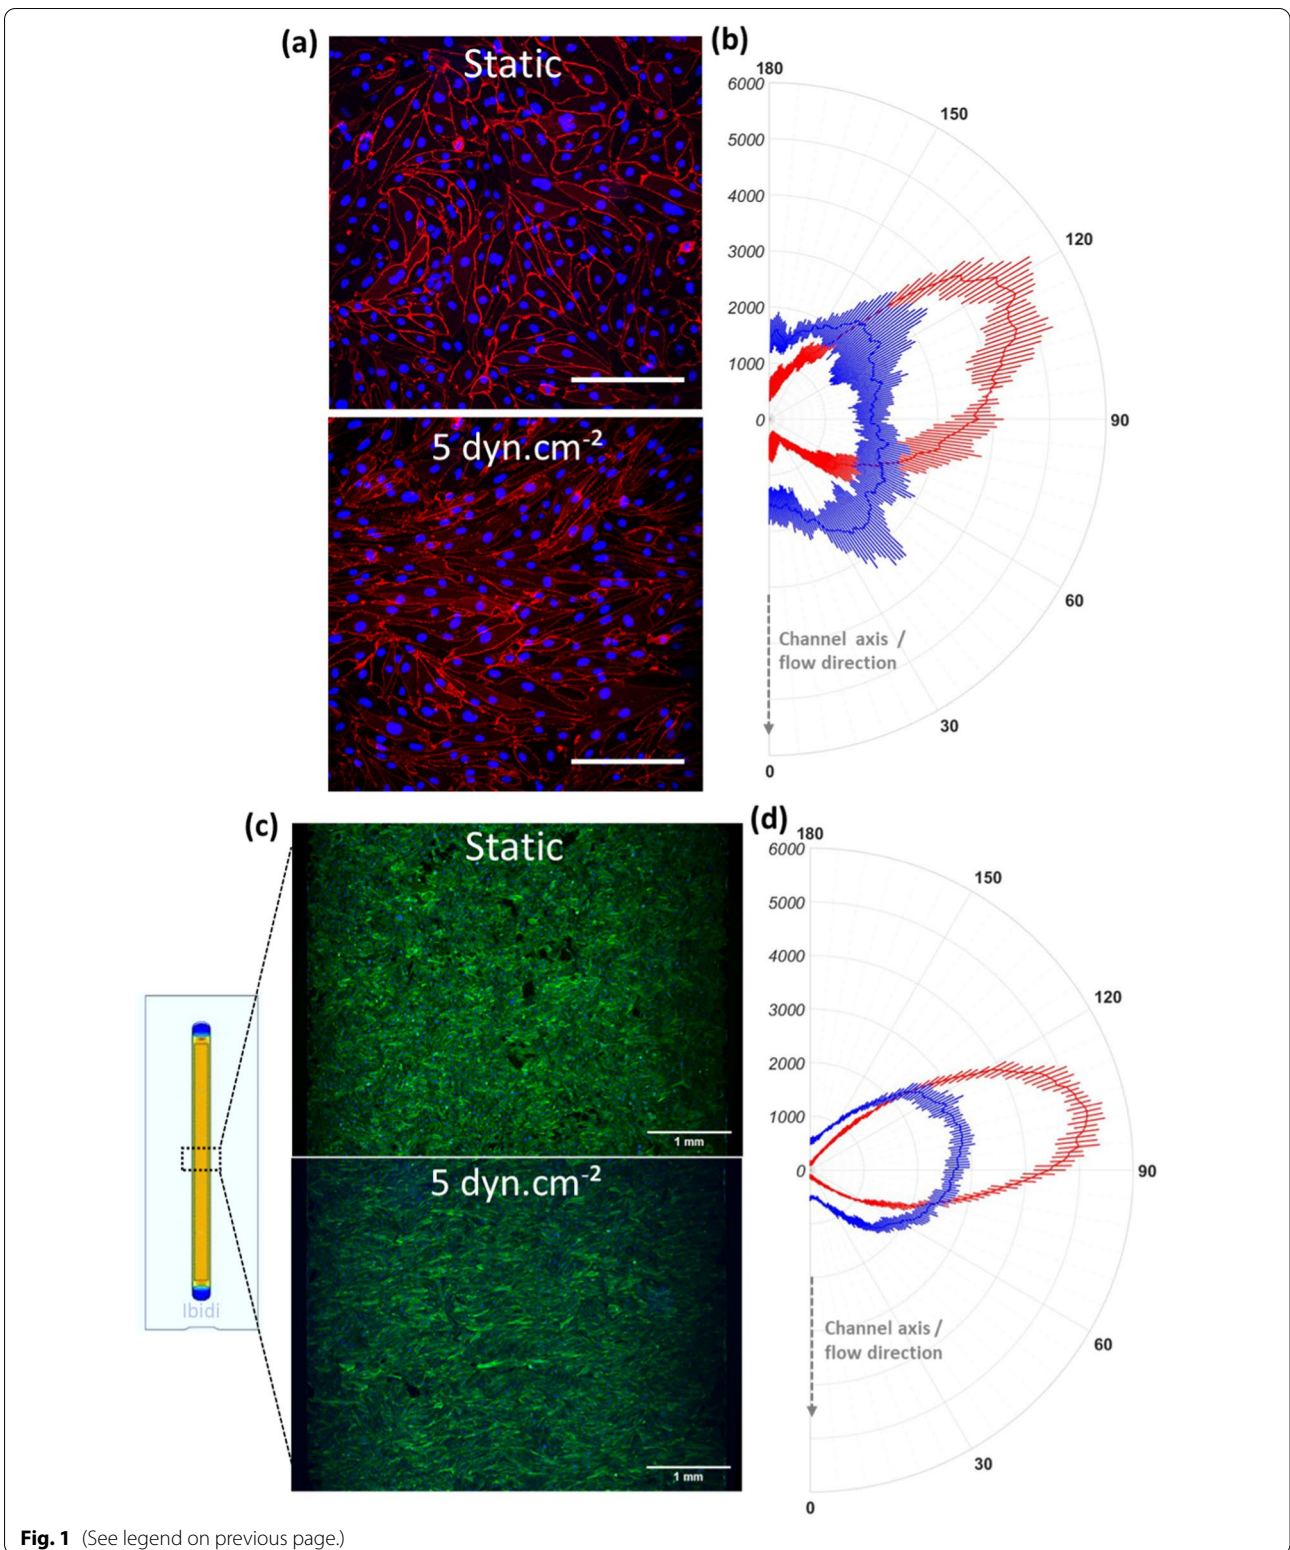 (a)
Static
5 dyn.cm⁻²
(b)
180
6000
150
5000
4000
120
3000
2000
1000
0
90
60
Channel axis /
flow direction
30
0
(c)
Static
1 mm
5 dyn.cm⁻²
1 mm
Ibidi
(d)
180
6000
150
5000
4000
120
3000
2000
1000
0
90
60
Channel axis /
flow direction
30
0
Fig. 1 (See legend on previous page.)